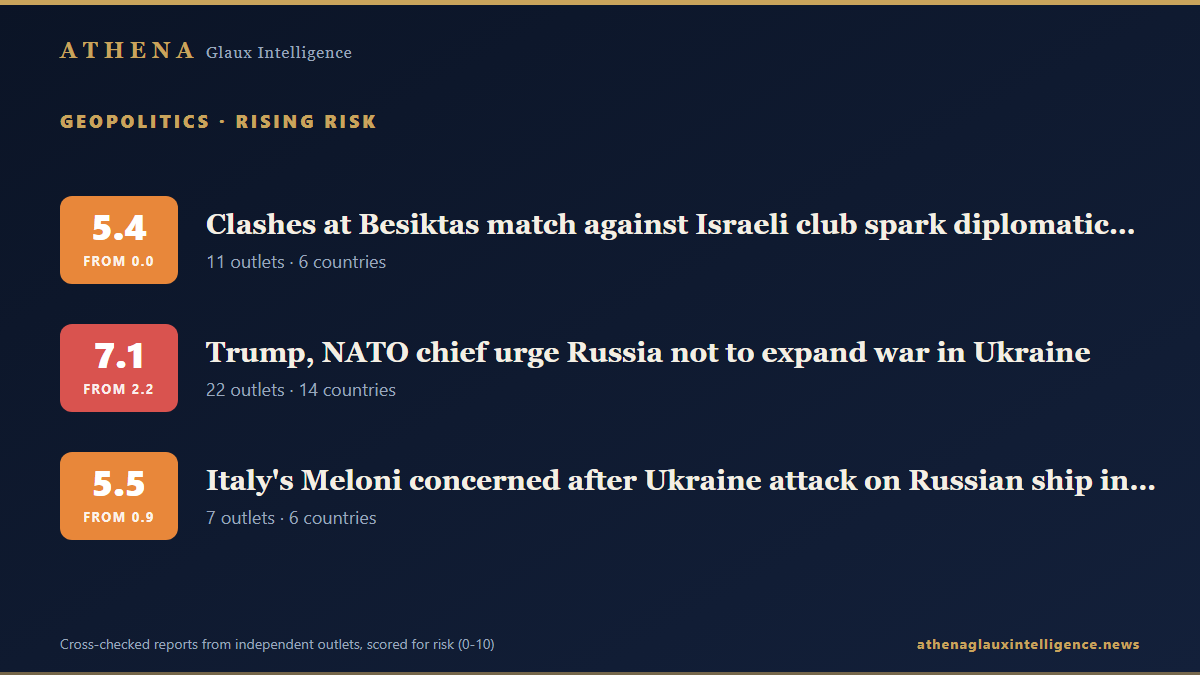 ATHENA Glaux Intelligence
GEOPOLITICS · RISING RISK
5.4
FROM 0.0
Clashes at Besiktas match against Israeli club spark diplomatic...
11 outlets · 6 countries
7.1
FROM 2.2
Trump, NATO chief urge Russia not to expand war in Ukraine
22 outlets · 14 countries
5.5
FROM 0.9
Italy's Meloni concerned after Ukraine attack on Russian ship in...
7 outlets · 6 countries
Cross-checked reports from independent outlets, scored for risk (0-10)
athenaglauxintelligence.news